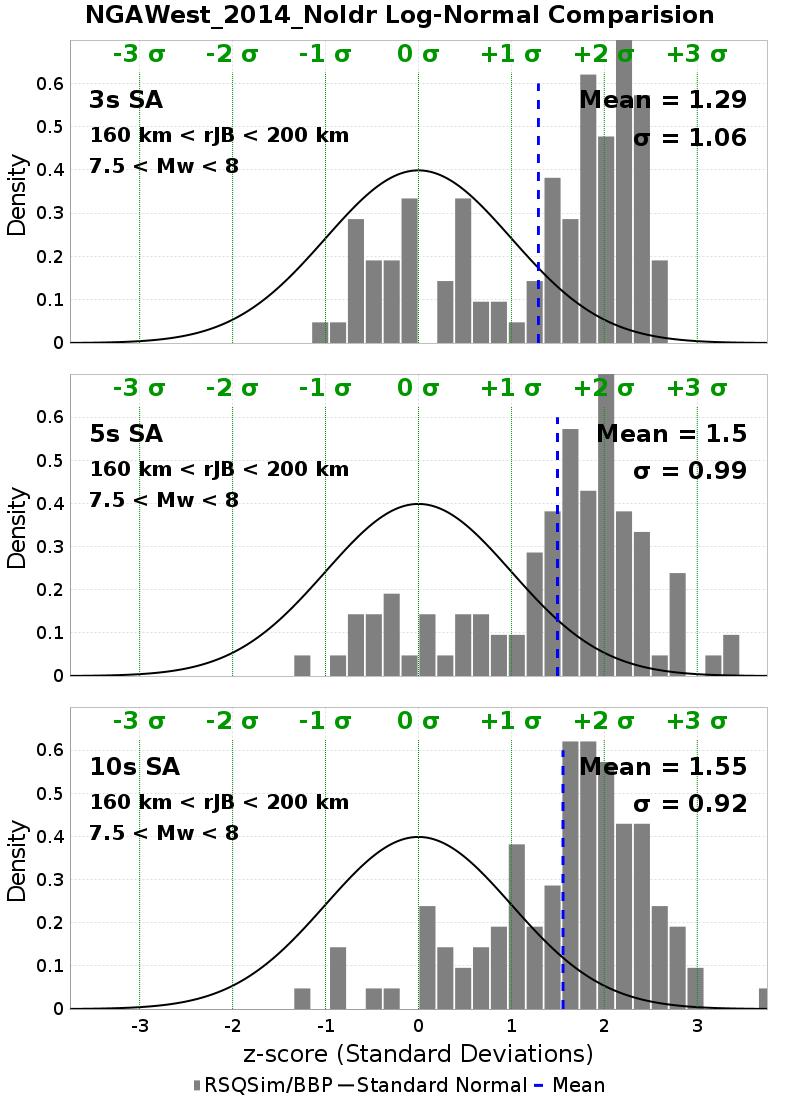 NGAWest_2014_NoIdr Log-Normal Comparision
-3 σ -2 σ -1 σ 0 σ +1 σ +2 σ +3 σ
3s SA
Mean = 1.29
160 km < rJB < 200 km
σ = 1.06
7.5 < Mw < 8
0.6
0.5
0.4
0.3
0.2
0.1
0
Density
-3 σ -2 σ -1 σ 0 σ +1 σ +2 σ +3 σ
5s SA
Mean = 1.5
160 km < rJB < 200 km
σ = 0.99
7.5 < Mw < 8
0.6
0.5
0.4
0.3
0.2
0.1
0
Density
-3 σ -2 σ -1 σ 0 σ +1 σ +2 σ +3 σ
10s SA
Mean = 1.55
160 km < rJB < 200 km
σ = 0.92
7.5 < Mw < 8
0.6
0.5
0.4
0.3
0.2
0.1
0
Density
-3 -2 -1 0 1 2 3
z-score (Standard Deviations)
RSQSim/BBP Standard Normal Mean